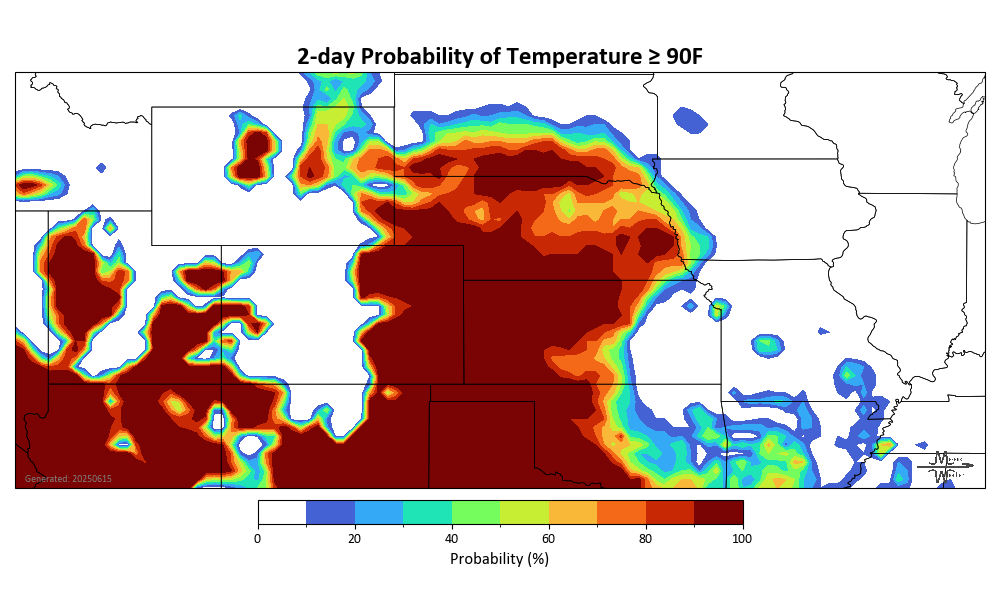 2-day Probability of Temperature ≥ 90F
Generated: 20250615
0 20 40 60 80 100
Probability (%)